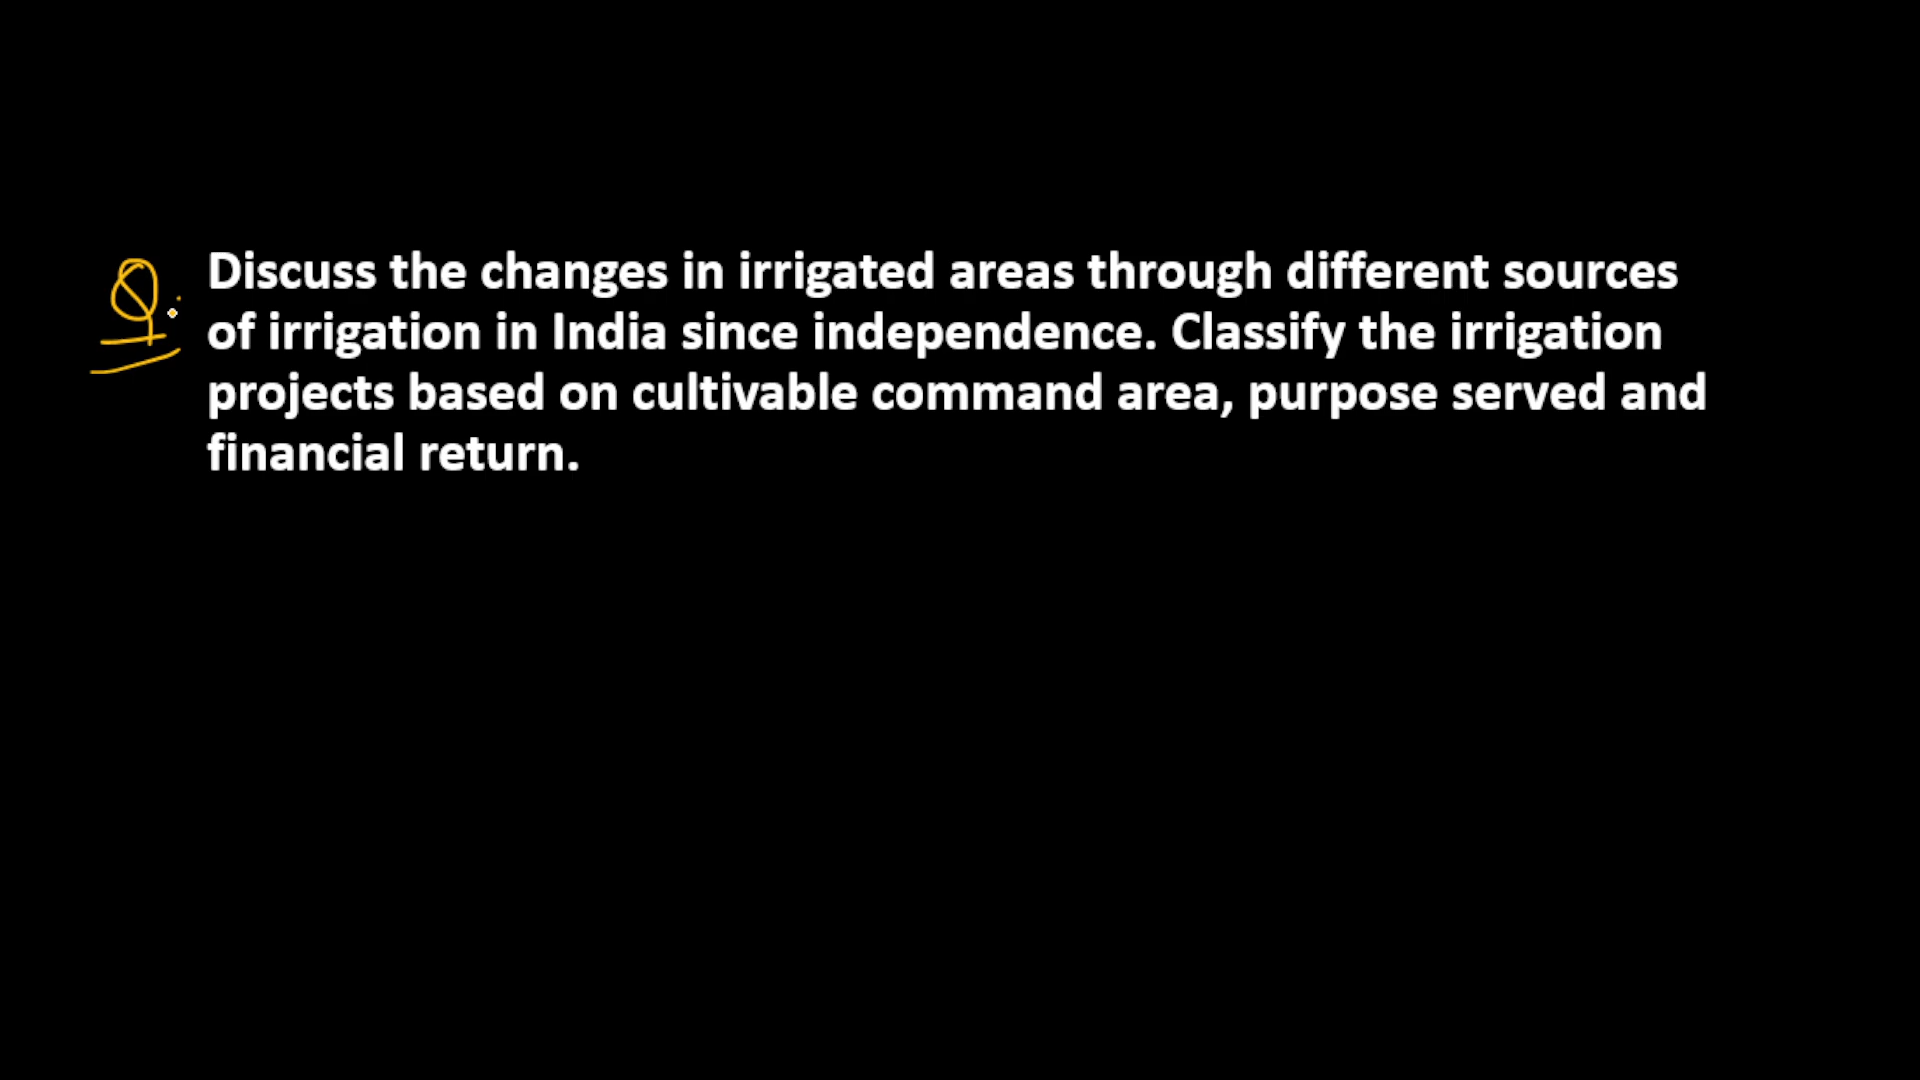 Q. Discuss the changes in irrigated areas through different sources
of irrigation in India since independence. Classify the irrigation
projects based on cultivable command area, purpose served and
financial return.